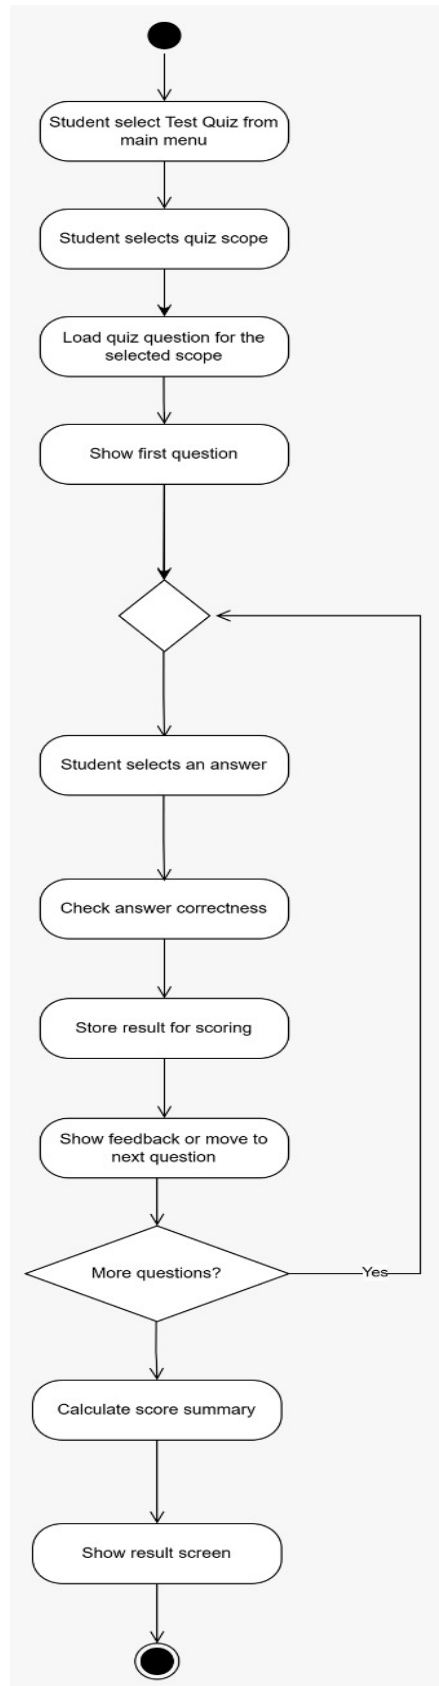 Student select Test Quiz from
main menu
Student selects quiz scope
Load quiz question for the
selected scope
Show first question
Student selects an answer
Check answer correctness
Store result for scoring
Show feedback or move to
next question
More questions?
Yes
Calculate score summary
Show result screen